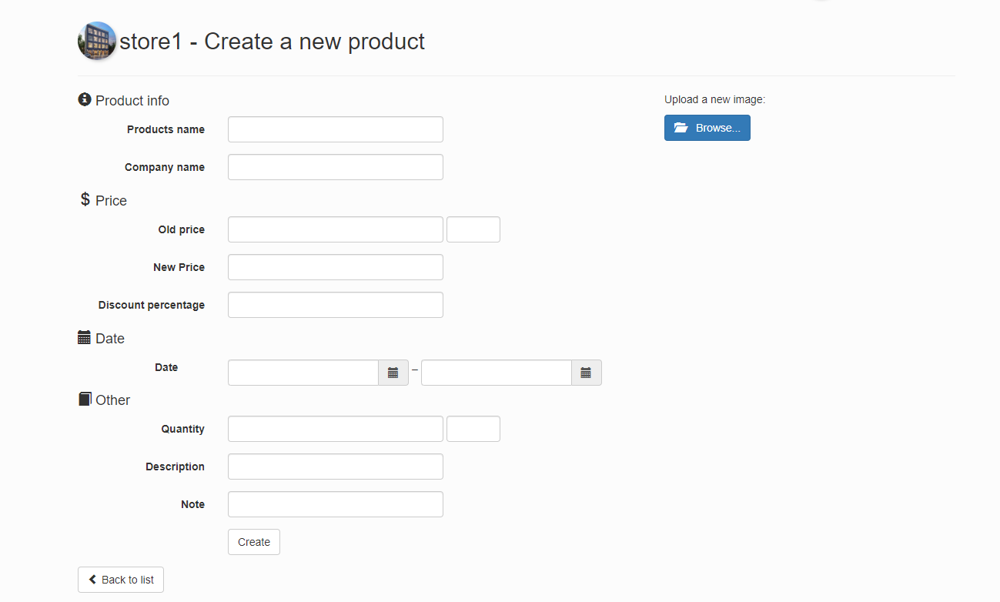 store1 - Create a new product
Product info
Upload a new image:
Products name
Browse...
Company name
Price
Old price
New Price
Discount percentage
Date
Date
–
Other
Quantity
Description
Note
Create
Back to list